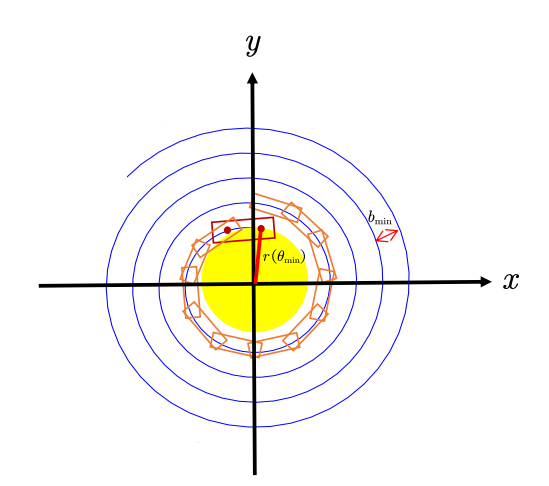 y
b_min
r(θ_min)
x